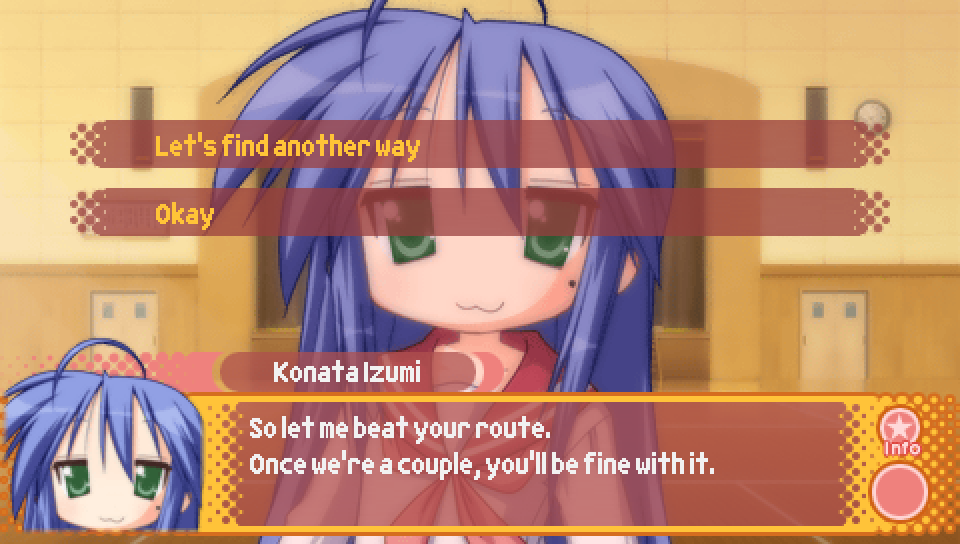 Let's find another way
Okay
Konata Izumi
So let me beat your route.
Once we're a couple, you'll be fine with it.
Info